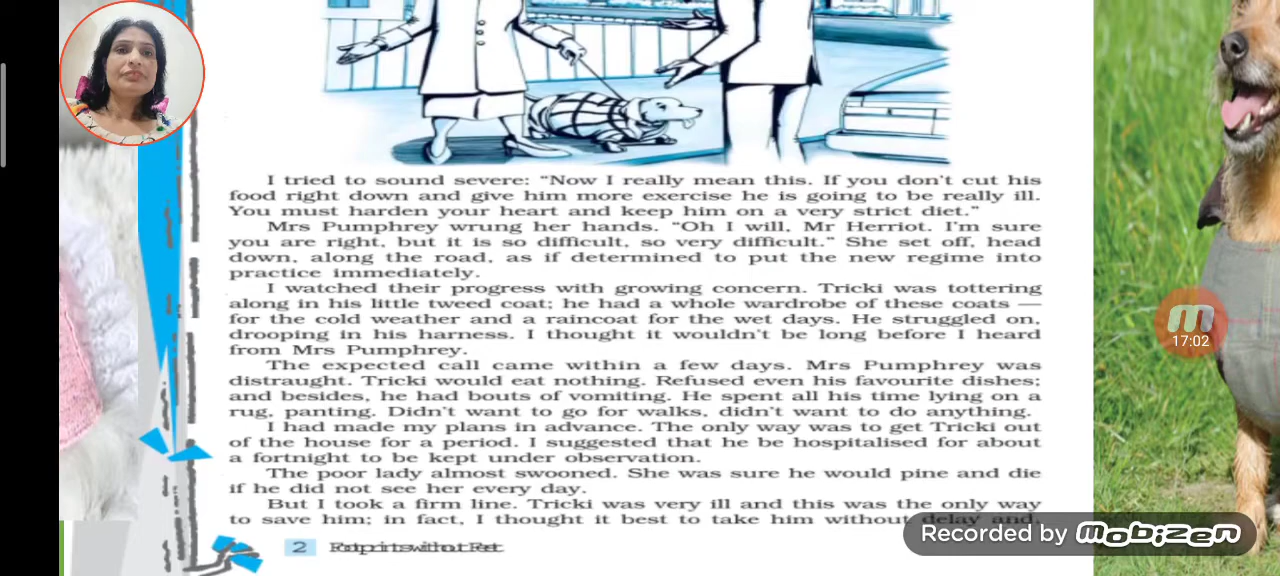 I tried to sound severe: “Now I really mean this. If you don’t cut his
food right down and give him more exercise he is going to be really ill.
You must harden your heart and keep him on a very strict diet.”
Mrs Pumphrey wrung her hands. “Oh I will, Mr Herriot. I’m sure
you are right, but it is so difficult, so very difficult.” She set off, head
down, along the road, as if determined to put the new regime into
practice immediately.
I watched their progress with growing concern. Tricki was tottering
along in his little tweed coat; he had a whole wardrobe of these coats —
for the cold weather and a raincoat for the wet days. He struggled on,
drooping in his harness. I thought it wouldn’t be long before I heard
from Mrs Pumphrey.
The expected call came within a few days. Mrs Pumphrey was
distraught. Tricki would eat nothing. Refused even his favourite dishes;
and besides, he had bouts of vomiting. He spent all his time lying on a
rug, panting. Didn’t want to go for walks, didn’t want to do anything.
I had made my plans in advance. The only way was to get Tricki out
of the house for a period. I suggested that he be hospitalised for about
a fortnight to be kept under observation.
The poor lady almost swooned. She was sure he would pine and die
if he did not see her every day.
But I took a firm line. Tricki was very ill and this was the only way
to save him; in fact, I thought it best to take him without delay and,
2 Footprints without Feet
17:02
Recorded by Mobizen